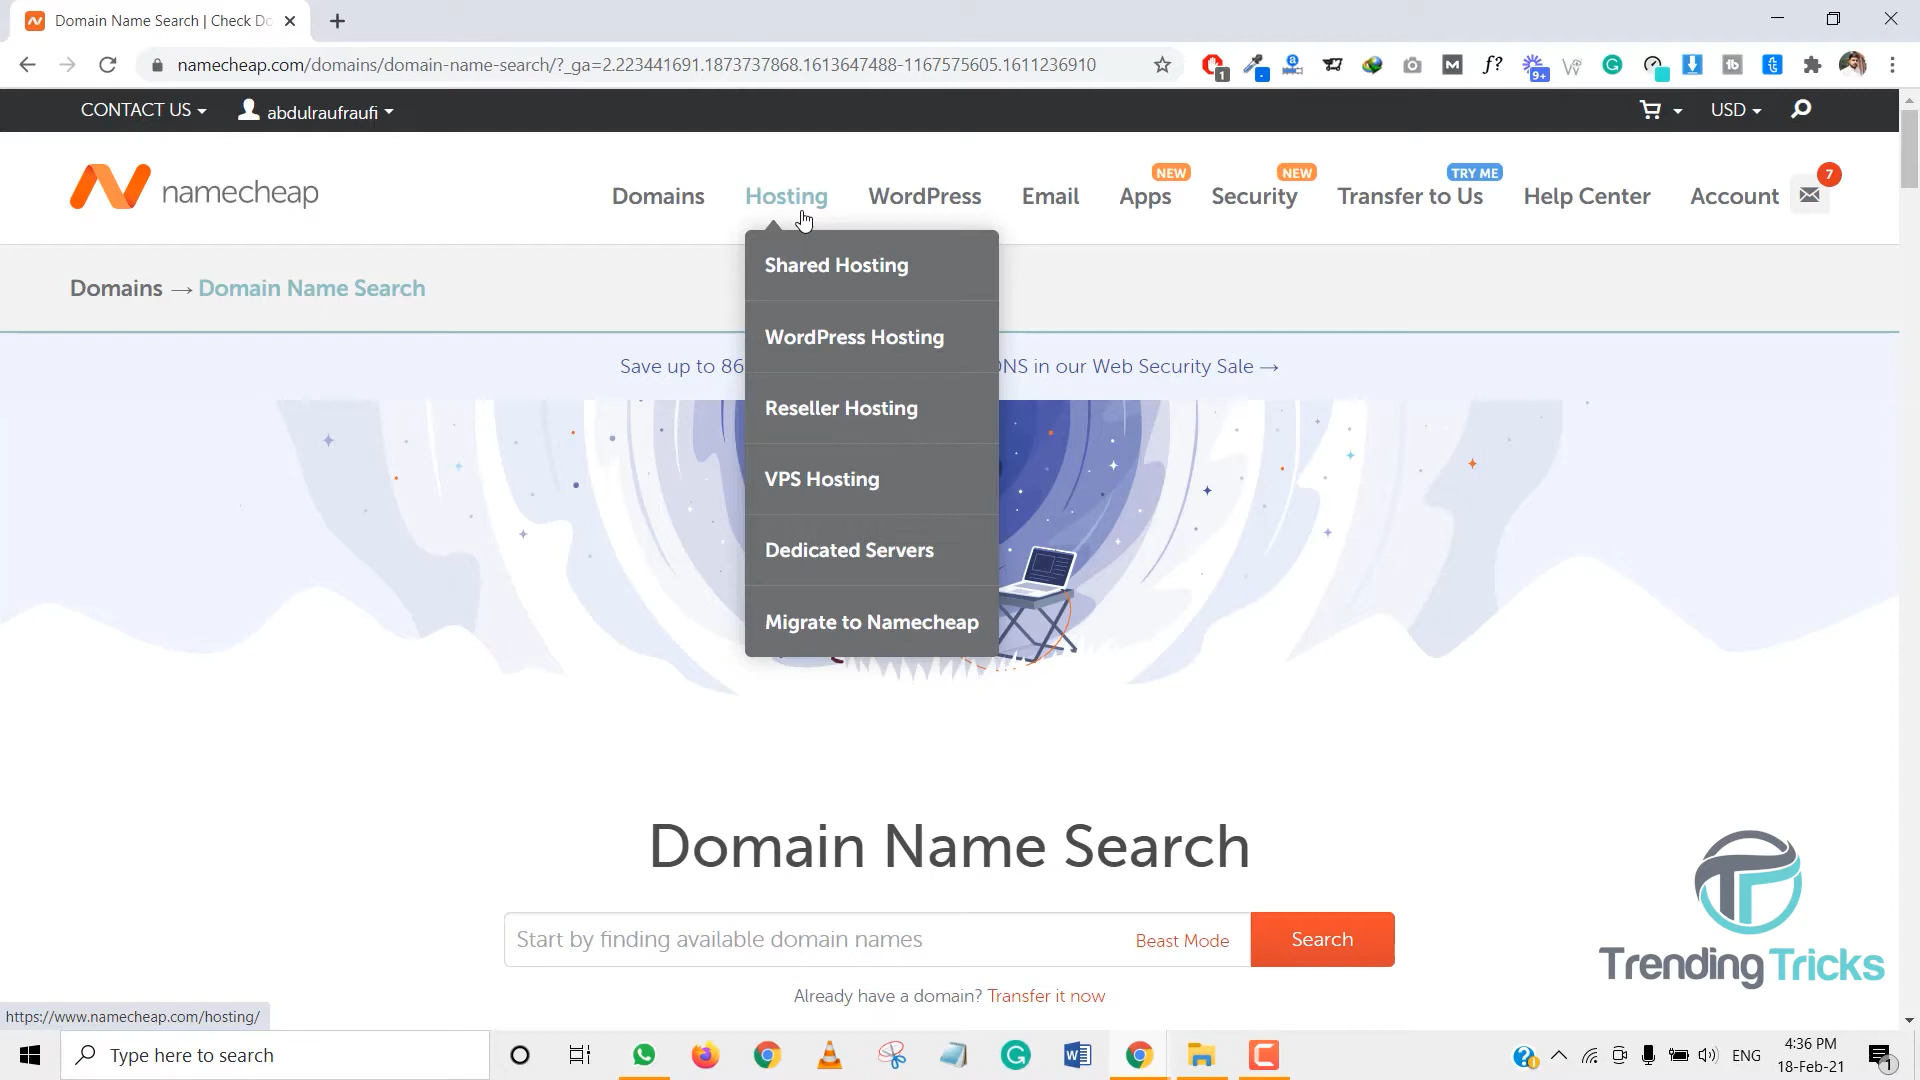 Domain Name Search | Check Do
namecheap.com/domains/domain-name-search/?_ga=2.223441691.1873737868.1613647488-1167575605.1611236910
1
a
M
f?
9+
W
tb
CONTACT US
abdulraufraufi
USD
namecheap
Domains
Hosting
WordPress
Email
NEW
Apps
NEW
Security
TRY ME
Transfer to Us
Help Center
Account
7
Domains → Domain Name Search
Shared Hosting
WordPress Hosting
Reseller Hosting
VPS Hosting
Dedicated Servers
Migrate to Namecheap
Save up to 86
NS in our Web Security Sale →
Domain Name Search
Start by finding available domain names
Beast Mode
Search
Already have a domain? Transfer it now
Trending Tricks
https://www.namecheap.com/hosting/
Type here to search
ENG
4:36 PM
18-Feb-21
1